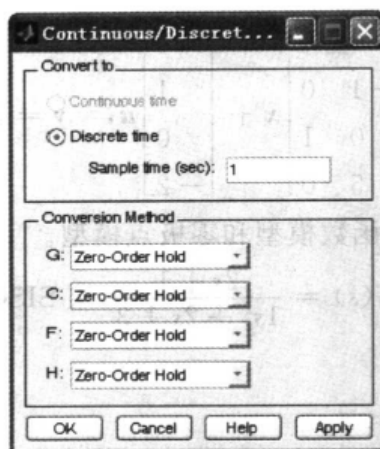 Continuous/Discret...
Convert to
Continuous time
Discrete time
Sample time (sec): 1
Conversion Method
G: Zero-Order Hold
C: Zero-Order Hold
F: Zero-Order Hold
H: Zero-Order Hold
OK Cancel Help Apply